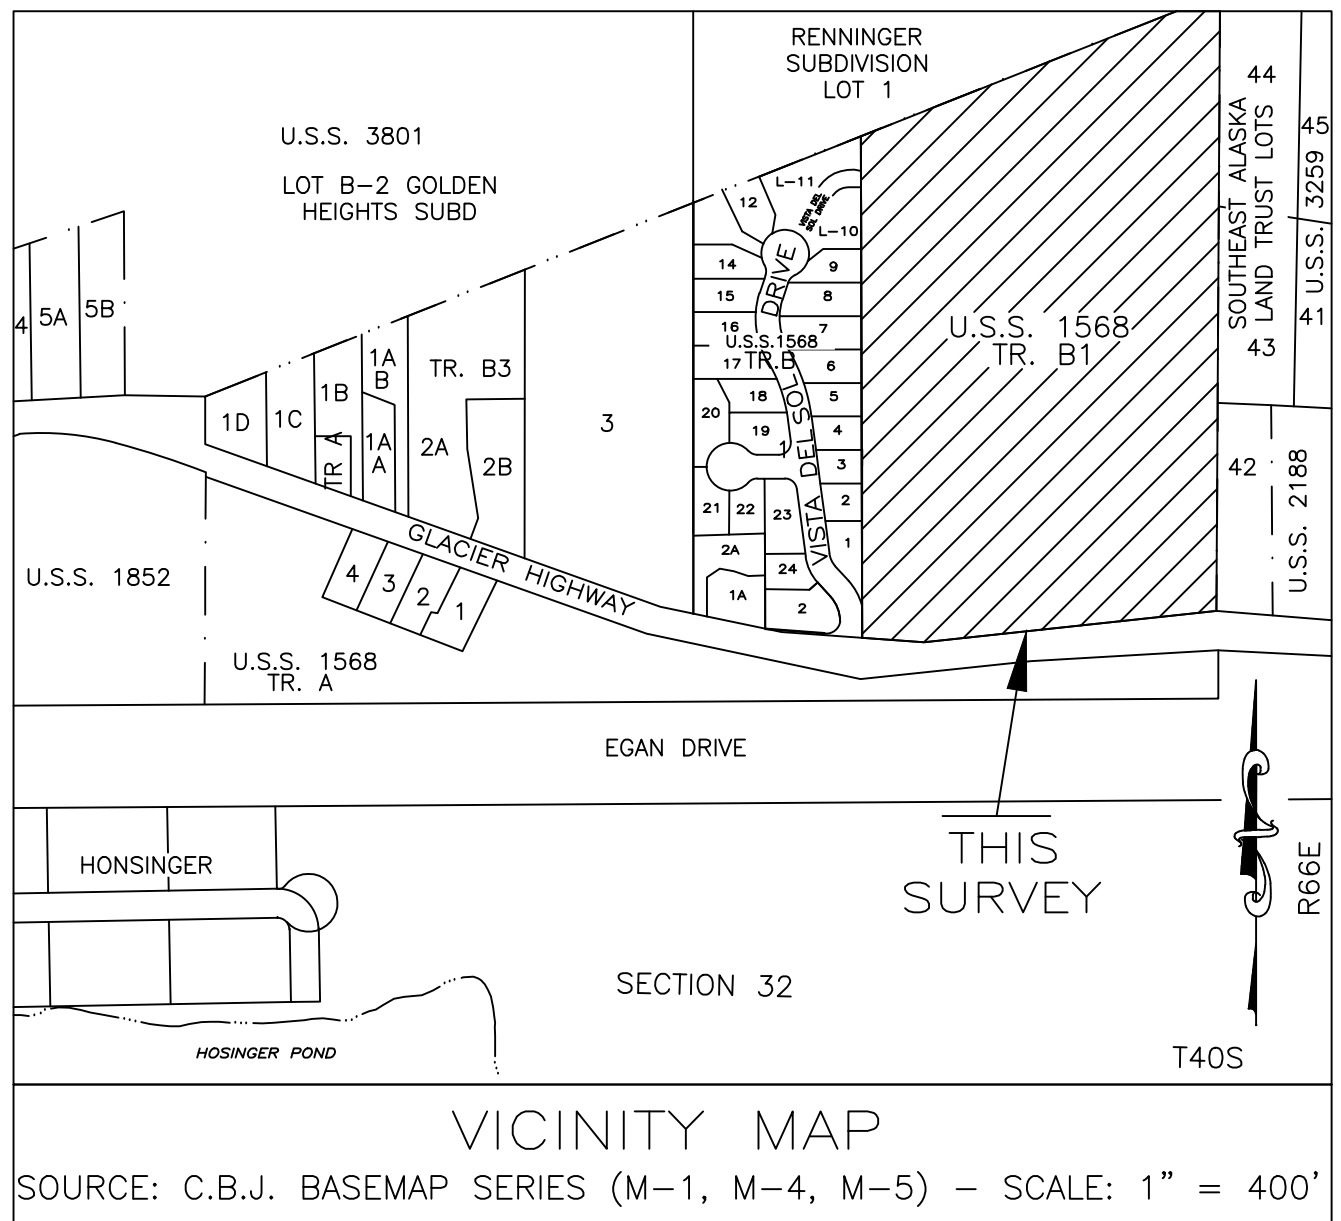 RENNINGER
SUBDIVISION
LOT 1
U.S.S. 3801
LOT B-2 GOLDEN
HEIGHTS SUBD
44
45
SOUTHEAST ALASKA
LAND TRUST LOTS
U.S.S. 3259
43
41
42
U.S.S. 2188
4
5A
5B
1D
1C
1B
TR A
1A
B
1A
A
TR. B3
2A
2B
3
L-11
VISTA DEL
SOL DRIVE
12
L-10
14
9
15
8
16
7
U.S.S.1568
TR.B
17
6
18
5
20
19
1
4
3
2
21
22
23
1
2A
24
1A
2
VISTA DELSOL DRIVE
U.S.S. 1568
TR. B1
GLACIER HIGHWAY
4
3
2
1
U.S.S. 1852
U.S.S. 1568
TR. A
EGAN DRIVE
THIS
SURVEY
HONSINGER
R66E
SECTION 32
HOSINGER POND
T40S
VICINITY MAP
SOURCE: C.B.J. BASEMAP SERIES (M-1, M-4, M-5) - SCALE: 1" = 400'